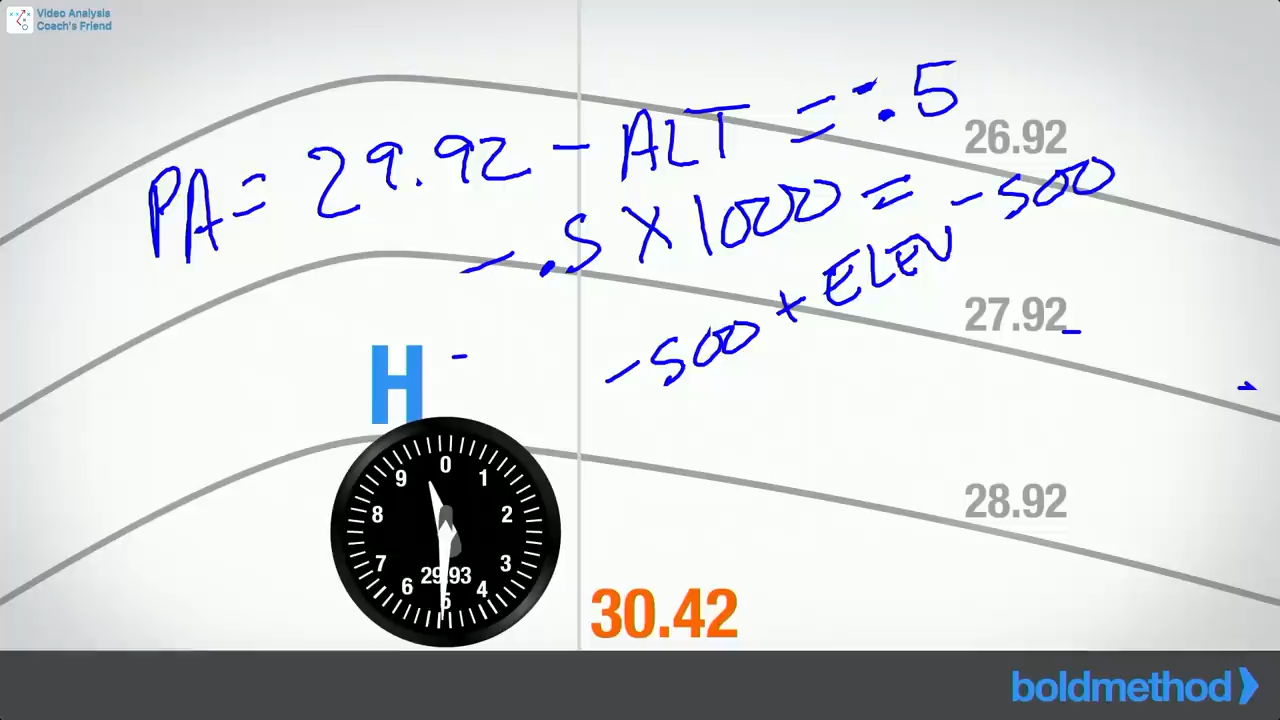 Video Analysis
Coach's Friend
PA = 29.92 - ALT = -.5
26.92
-.5 X 1000 = -500
-500 + ELEV
27.92
H
28.92
0
1
2
3
4
5
6
7
8
9
29.93
30.42
boldmethod